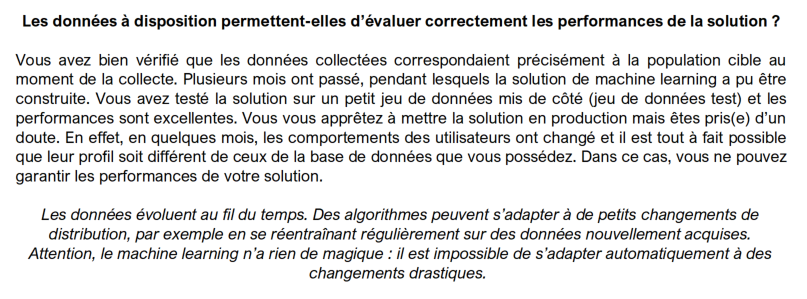 Les données à disposition permettent-elles d'évaluer correctement les performances de la solution ?
Vous avez bien vérifié que les données collectées correspondaient précisément à la population cible au
moment de la collecte. Plusieurs mois ont passé, pendant lesquels la solution de machine learning a pu être
construite. Vous avez testé la solution sur un petit jeu de données mis de côté (jeu de données test) et les
performances sont excellentes. Vous vous apprêtez à mettre la solution en production mais êtes pris(e) d'un
doute. En effet, en quelques mois, les comportements des utilisateurs ont changé et il est tout à fait possible
que leur profil soit différent de ceux de la base de données que vous possédez. Dans ce cas, vous ne pouvez
garantir les performances de votre solution.
Les données évoluent au fil du temps. Des algorithmes peuvent s'adapter à de petits changements de
distribution, par exemple en se réentraînant régulièrement sur des données nouvellement acquises.
Attention, le machine learning n'a rien de magique : il est impossible de s'adapter automatiquement à des
changements drastiques.